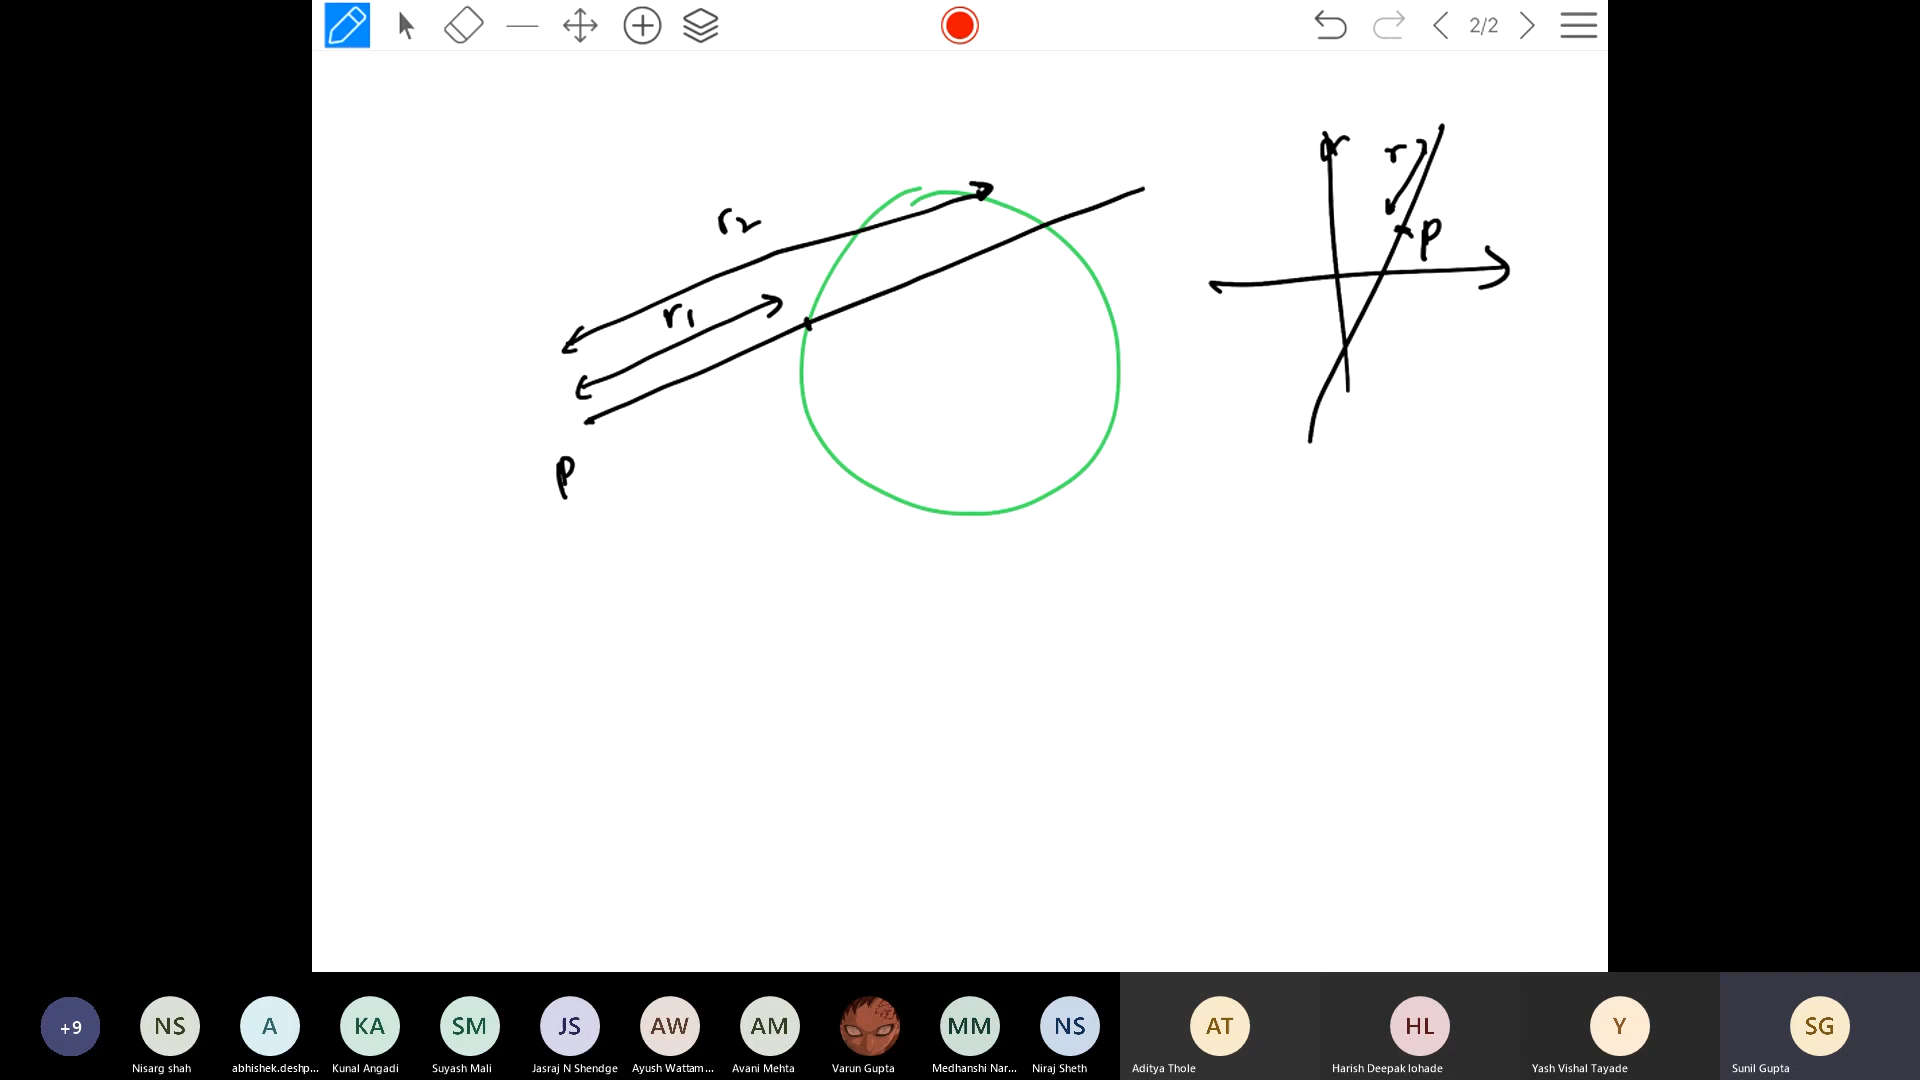 2/2
r
r2
P
r1
P
+9
NS
A
KA
SM
JS
AW
AM
MM
NS
AT
HL
Y
SG
Nisarg shah
abhishek.deshp...
Kunal Angadi
Suyash Mali
Jasraj N Shendge
Ayush Wattam...
Avani Mehta
Varun Gupta
Medhanshi Nar...
Niraj Sheth
Aditya Thole
Harish Deepak lohade
Yash Vishal Tayade
Sunil Gupta